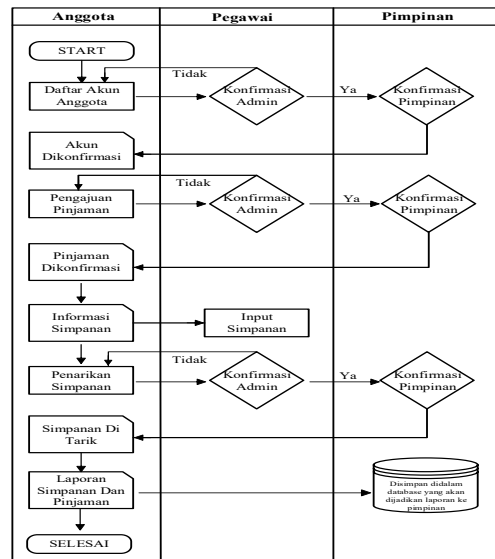 Anggota
Pegawai
Pimpinan
START
Tidak
Daftar Akun
Anggota
Konfirmasi
Admin
Ya
Konfirmasi
Pimpinan
Akun
Dikonfirmasi
Tidak
Pengajuan
Pinjaman
Konfirmasi
Admin
Ya
Konfirmasi
Pimpinan
Pinjaman
Dikonfirmasi
Informasi
Simpanan
Input
Simpanan
Tidak
Penarikan
Simpanan
Konfirmasi
Admin
Ya
Konfirmasi
Pimpinan
Simpanan Di
Tarik
Laporan
Simpanan Dan
Pinjaman
Disimpan didalam
database yang akan
dijadikan laporan ke
pimpinan
SELESAI